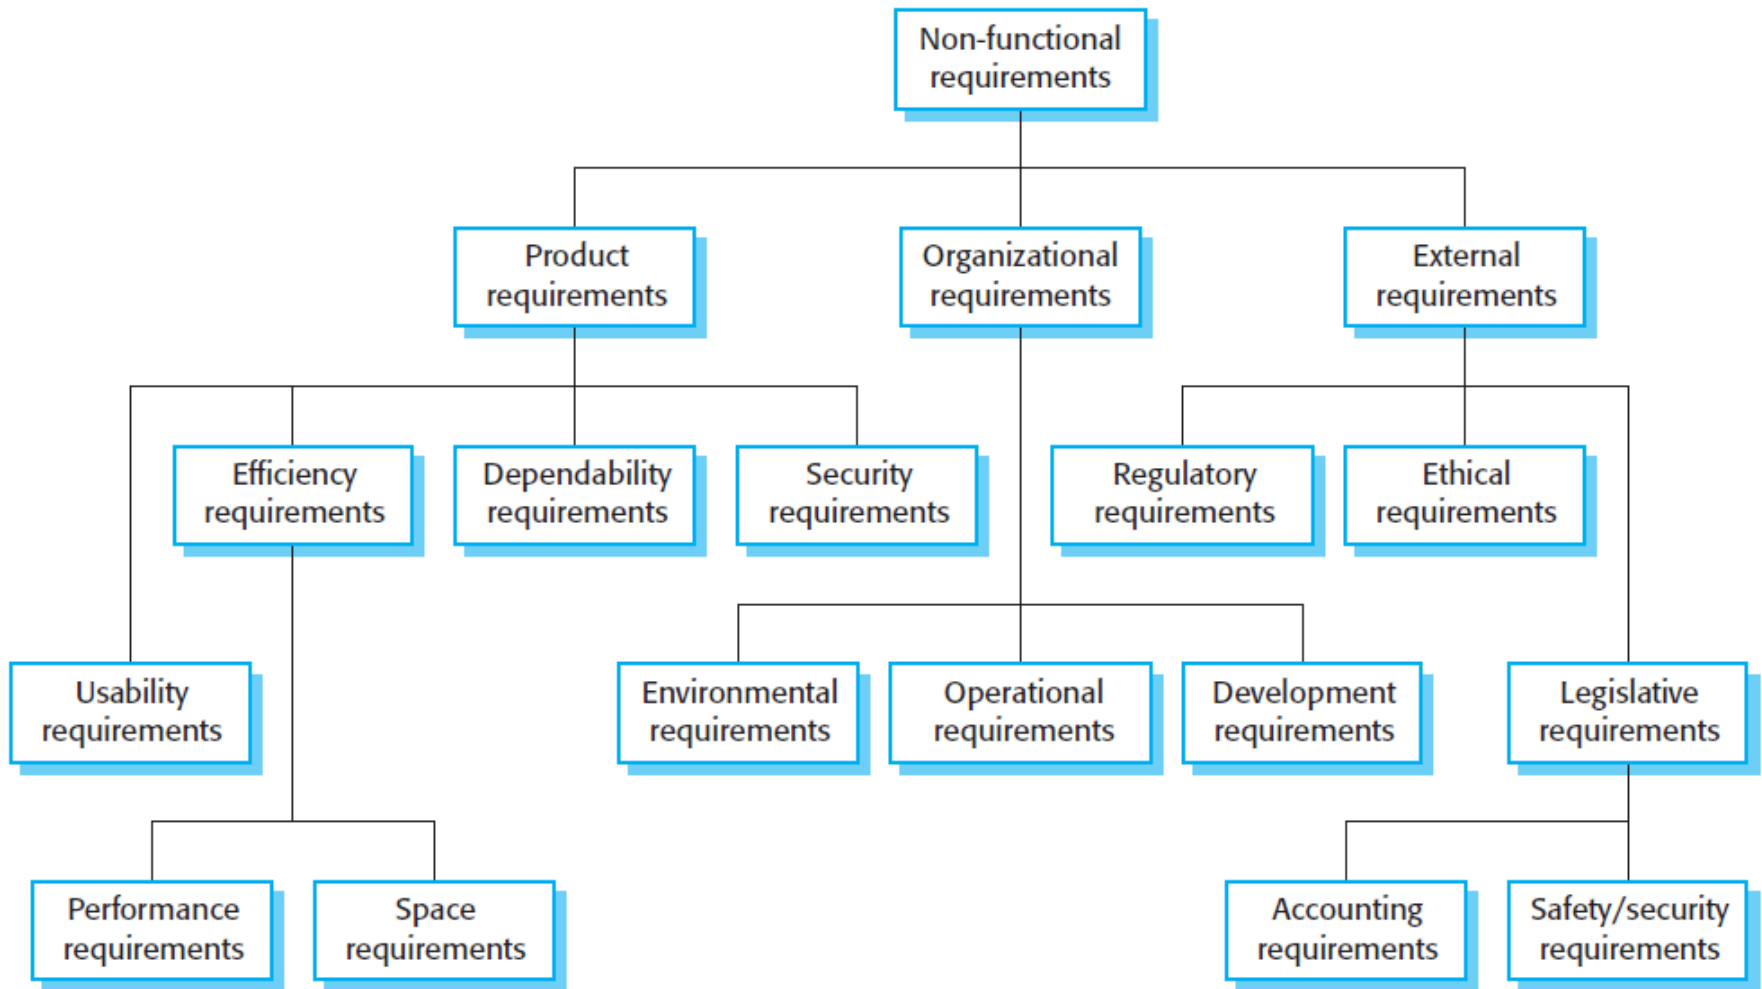 Non-functional
requirements
Product
requirements
Organizational
requirements
External
requirements
Efficiency
requirements
Dependability
requirements
Security
requirements
Regulatory
requirements
Ethical
requirements
Usability
requirements
Environmental
requirements
Operational
requirements
Development
requirements
Legislative
requirements
Performance
requirements
Space
requirements
Accounting
requirements
Safety/security
requirements